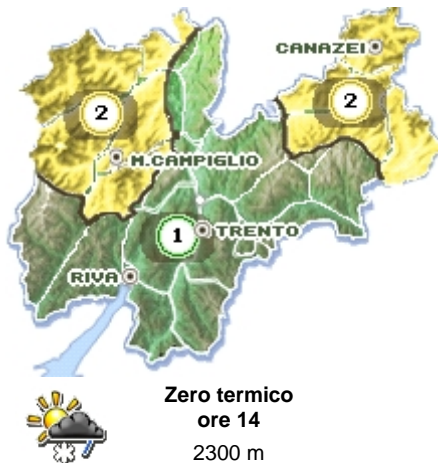 CANAZEI
2
2
M.CAMPIGLIO
1
TRENTO
RIVA
Zero termico
ore 14
2300 m